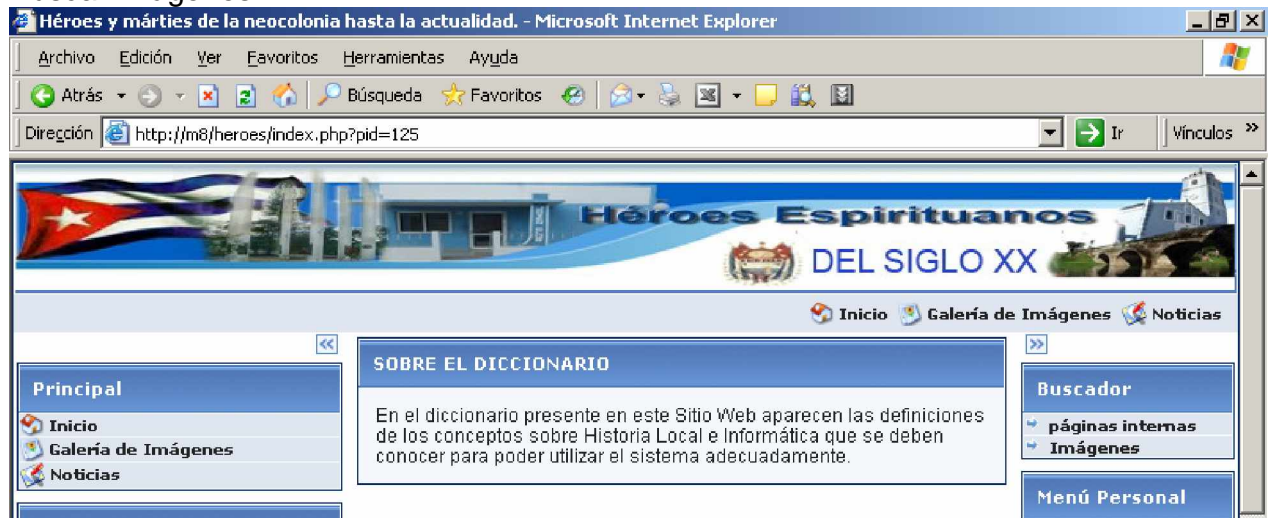 Buscar Imágenes
Héroes y márties de la neocolonia hasta la actualidad. - Microsoft Internet Explorer
Archivo Edición Ver Favoritos Herramientas Ayuda
Atrás Búsqueda Favoritos
Dirección http://m8/heroes/index.php?pid=125 Ir Vínculos »
Héroes Espirituanos
DEL SIGLO XX
Inicio Galería de Imágenes Noticias
« »
Principal
Inicio
Galería de Imágenes
Noticias
SOBRE EL DICCIONARIO
En el diccionario presente en este Sitio Web aparecen las definiciones
de los conceptos sobre Historia Local e Informática que se deben
conocer para poder utilizar el sistema adecuadamente.
Buscador
páginas internas
Imágenes
Menú Personal